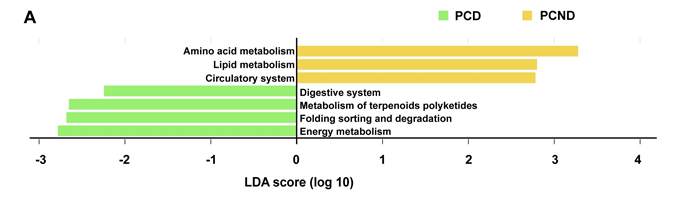 A
PCD PCND
Amino acid metabolism
Lipid metabolism
Circulatory system
Digestive system
Metabolism of terpenoids polyketides
Folding sorting and degradation
Energy metabolism
-3 -2 -1 0 1 2 3 4
LDA score (log 10)